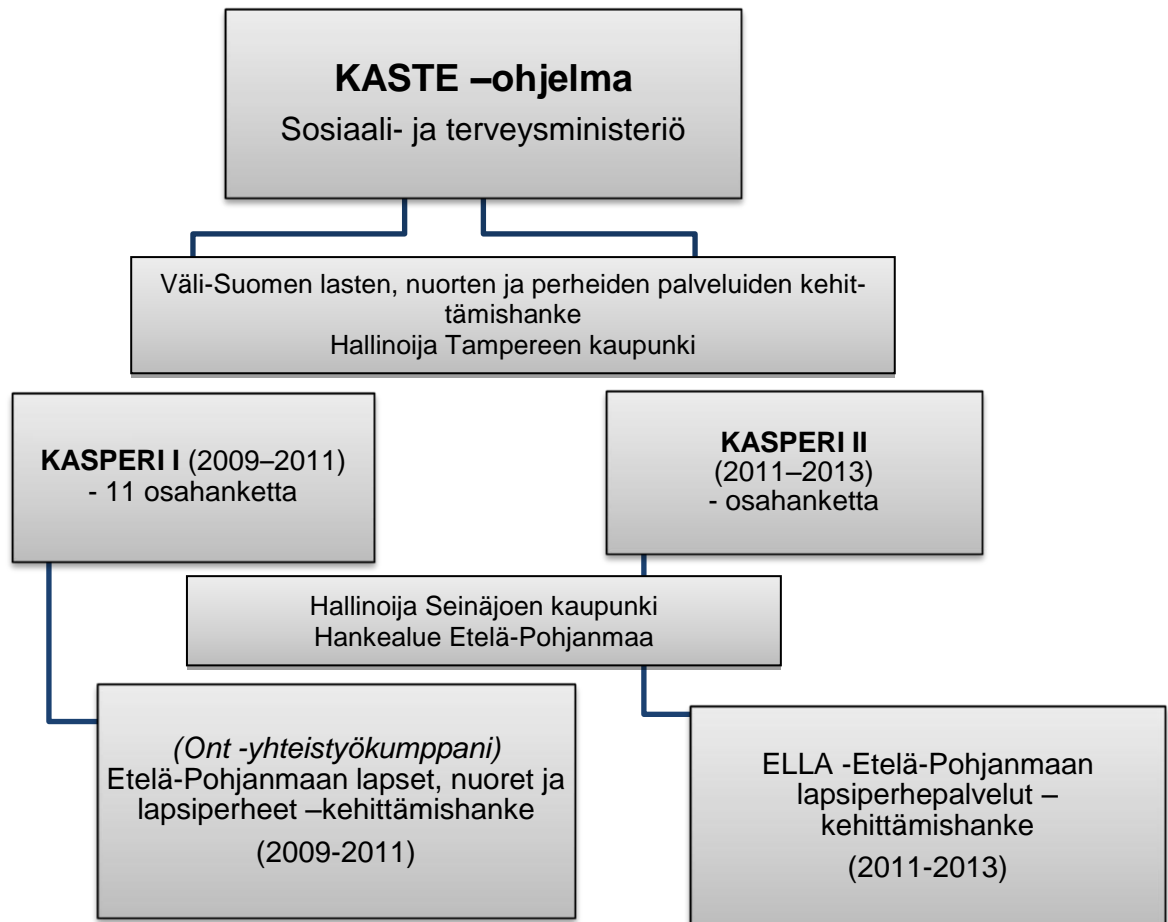 KASTE –ohjelma
Sosiaali- ja terveysministeriö
Väli-Suomen lasten, nuorten ja perheiden palveluiden kehit-
tämishanke
Hallinoija Tampereen kaupunki
KASPERI I (2009–2011)
- 11 osahanketta
KASPERI II
(2011–2013)
- osahanketta
Hallinoija Seinäjoen kaupunki
Hankealue Etelä-Pohjanmaa
(Ont -yhteistyökumppani)
Etelä-Pohjanmaan lapset, nuoret ja
lapsiperheet –kehittämishanke
(2009-2011)
ELLA -Etelä-Pohjanmaan
lapsiperhepalvelut –
kehittämishanke
(2011-2013)